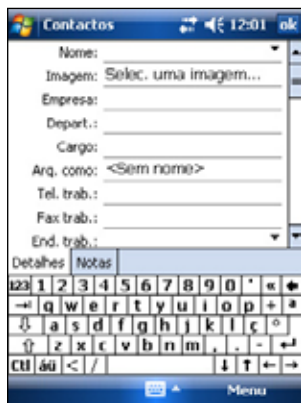 Contactos 12:01 ok
Nome:
Imagem: Selec. uma imagem...
Empresa:
Depart.:
Cargo:
Arq. como: <Sem nome>
Tel. trab.:
Fax trab.:
End. trab.:
Detalhes Notas
123 1 2 3 4 5 6 7 8 9 0 ' «
q w e r t y u i o p + ª
a s d f g h j k l ç º
z x c v b n m , . -
Ctl áü < /
Menu